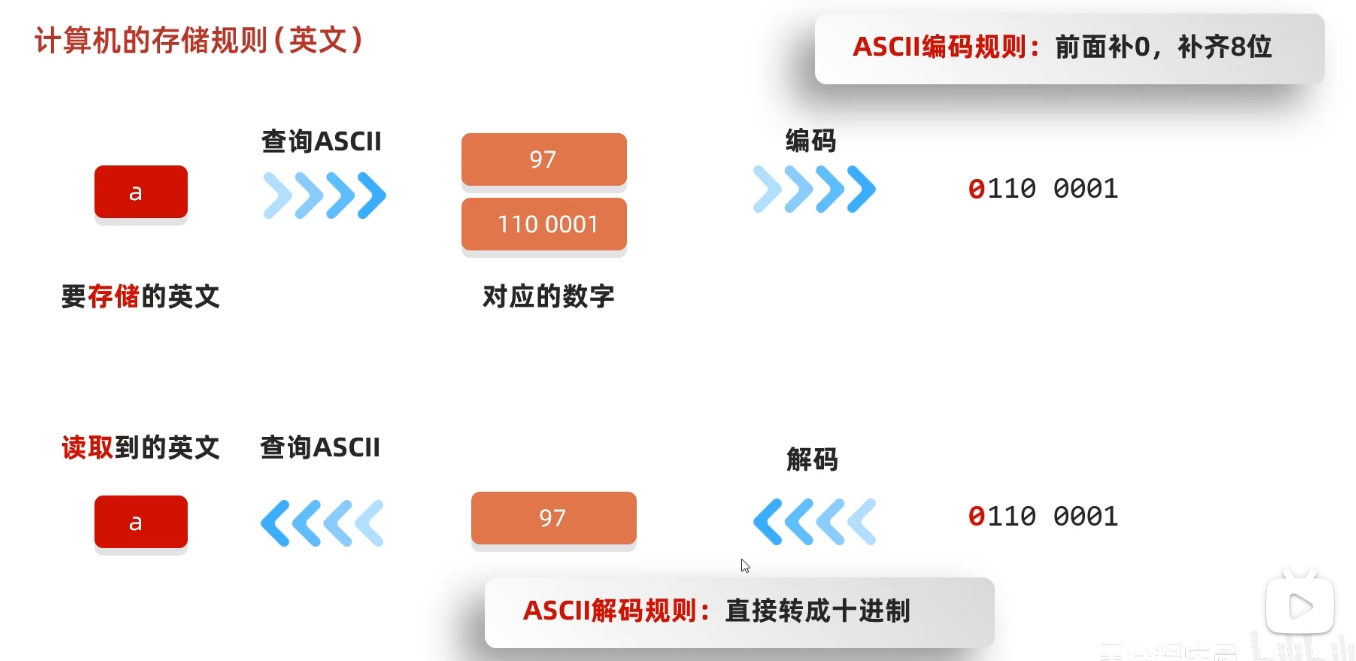 计算机的存储规则(英文)
ASCII编码规则：前面补0，补齐8位
查询ASCII
编码
a
97
110 0001
0110 0001
要存储的英文
对应的数字
读取到的英文
查询ASCII
解码
a
97
0110 0001
ASCII解码规则：直接转成十进制